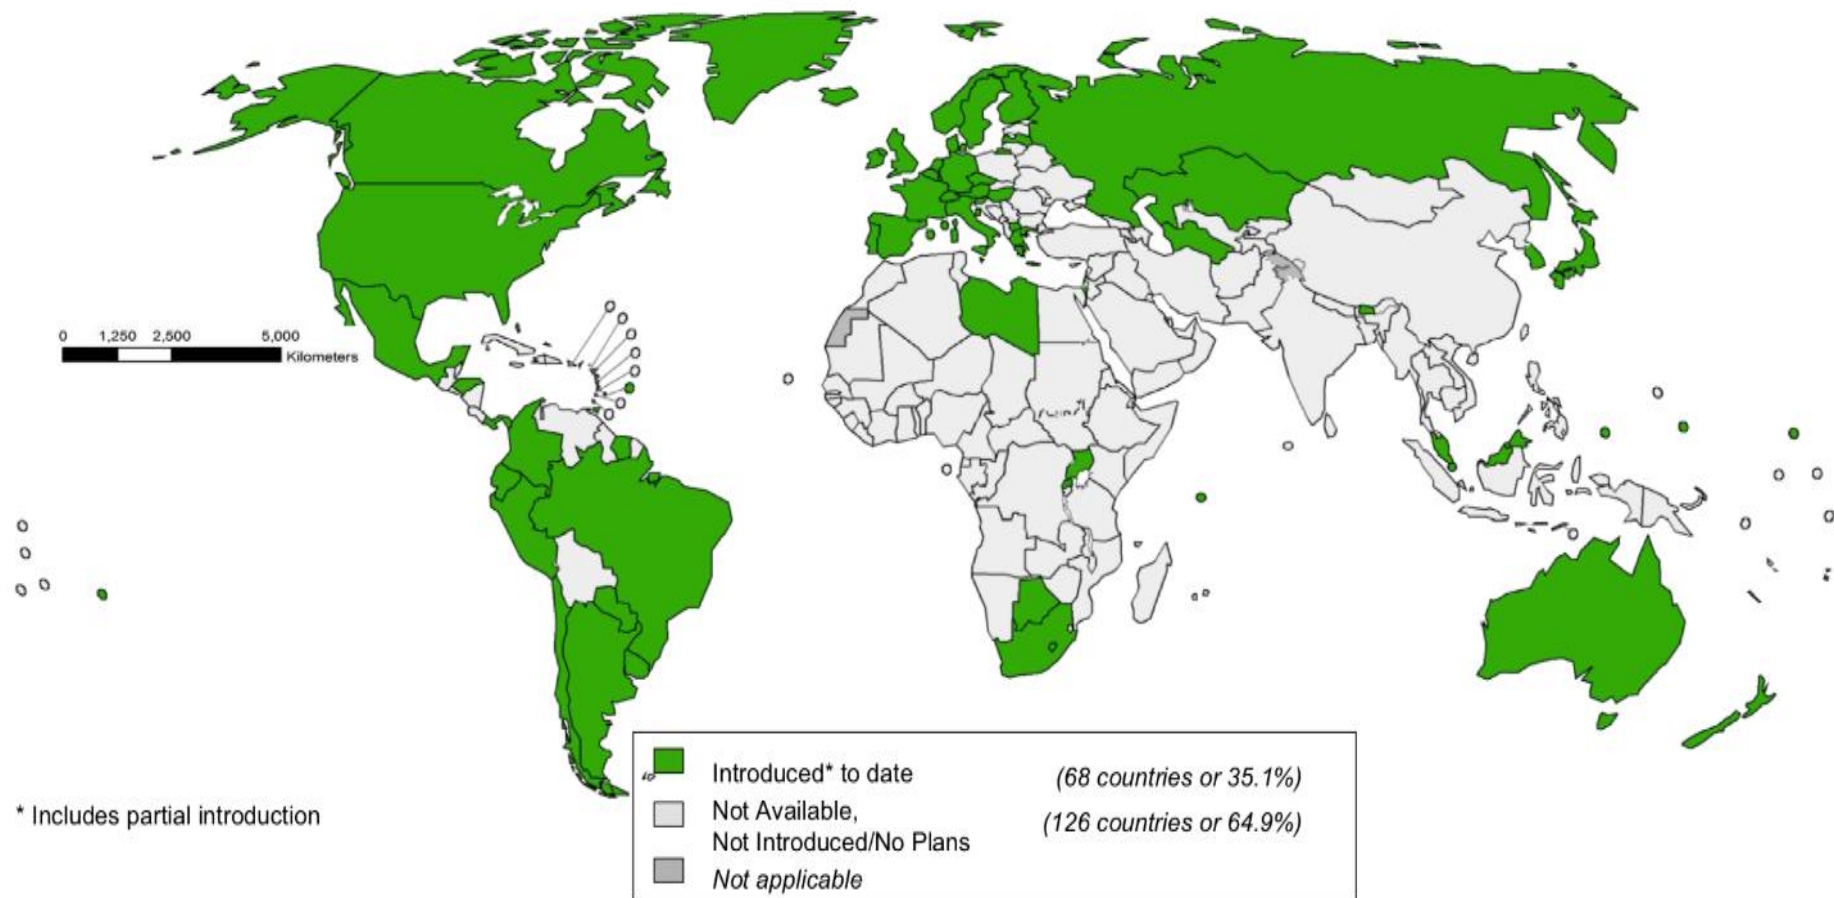 0 1,250 2,500 5,000
Kilometers
* Includes partial introduction
Introduced* to date (68 countries or 35.1%)
Not Available, (126 countries or 64.9%)
Not Introduced/No Plans
Not applicable